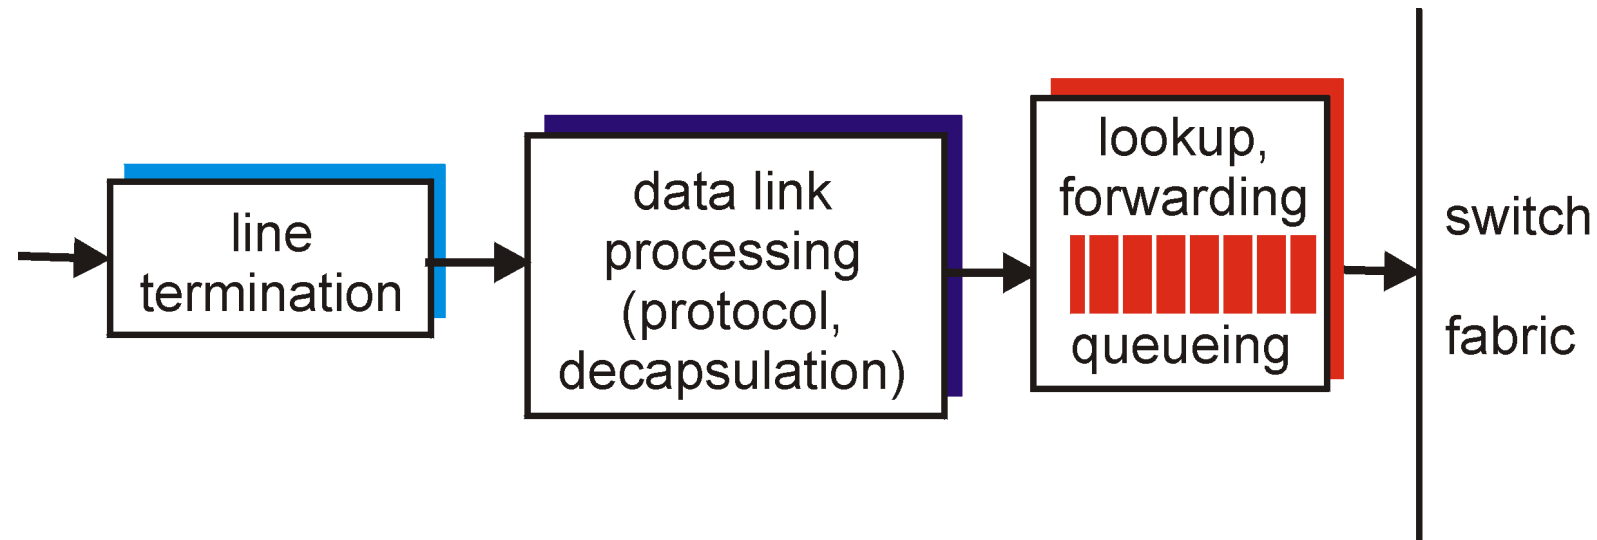 line
termination
data link
processing
(protocol,
decapsulation)
lookup,
forwarding
queueing
switch
fabric